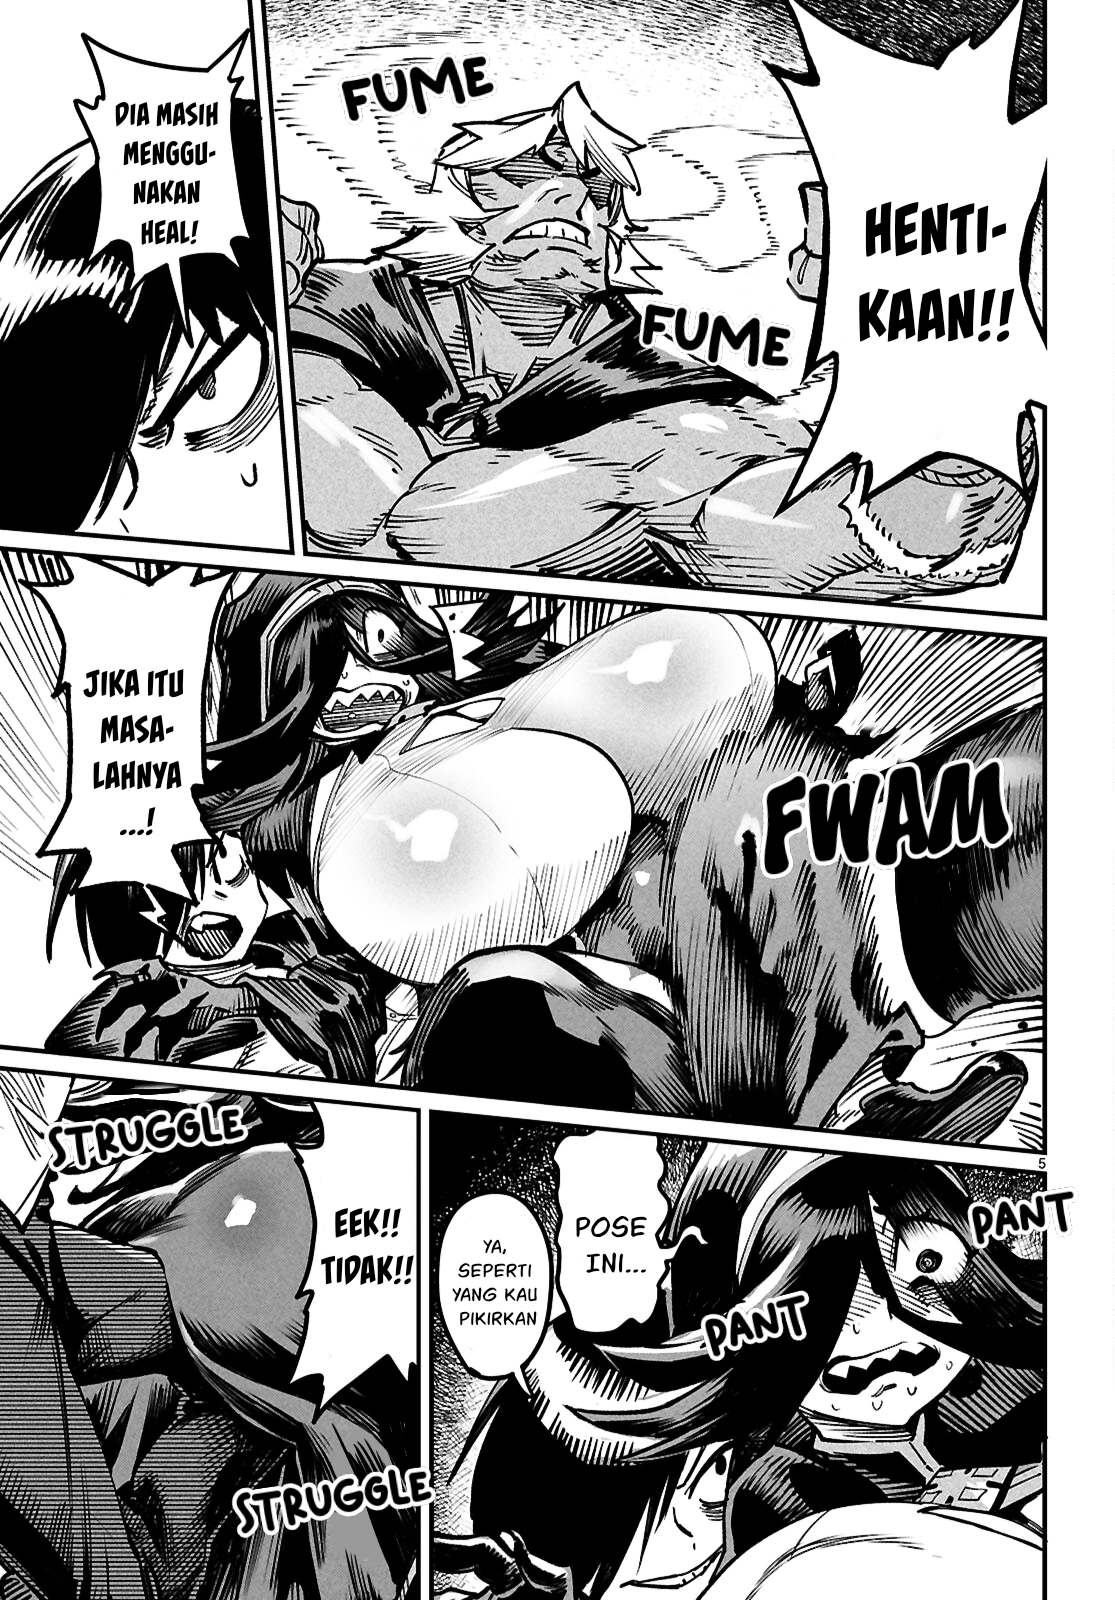 HENTI-
KAAN!!
FUME
FUME
DIA MASIH
MENGGU-
NAKAN
HEAL!
JIKA ITU
MASA-
LAHNYA
...!
FWAM
5
POSE
INI...
YA,
SEPERTI
YANG KAU
PIKIRKAN
PANT
PANT
STRUGGLE
EEK!!
TIDAK!!
STRUGGLE